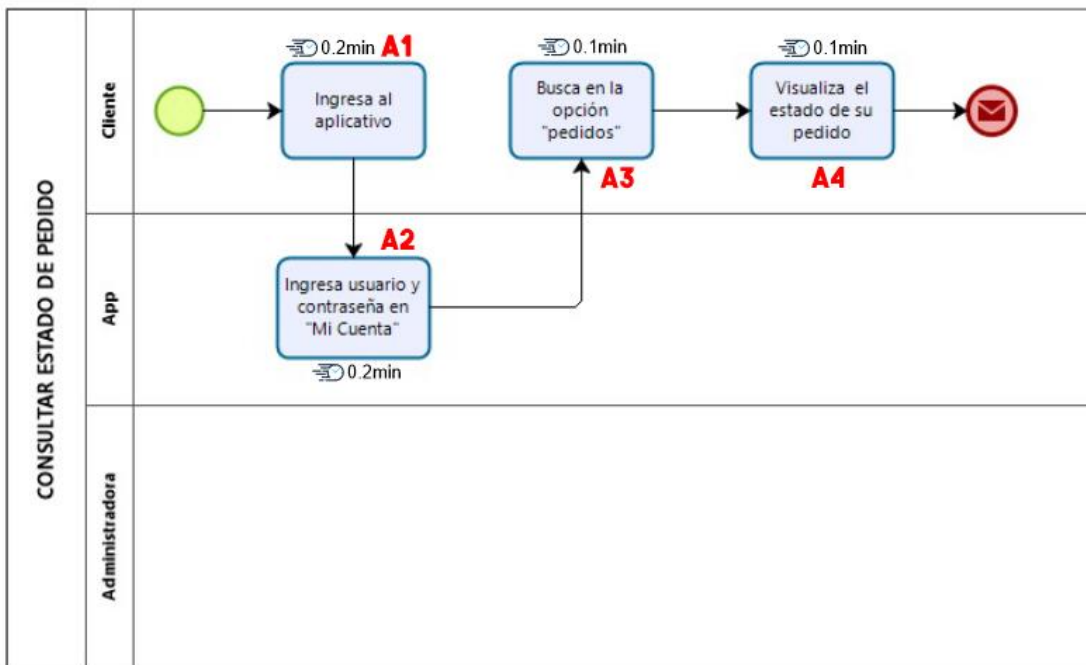 CONSULTAR ESTADO DE PEDIDO
Cliente
0.2min A1
Ingresa al
aplicativo
0.1min
Busca en la
opción
"pedidos"
A3
0.1min
Visualiza el
estado de su
pedido
A4
App
A2
Ingresa usuario y
contraseña en
"Mi Cuenta"
0.2min
Administradora